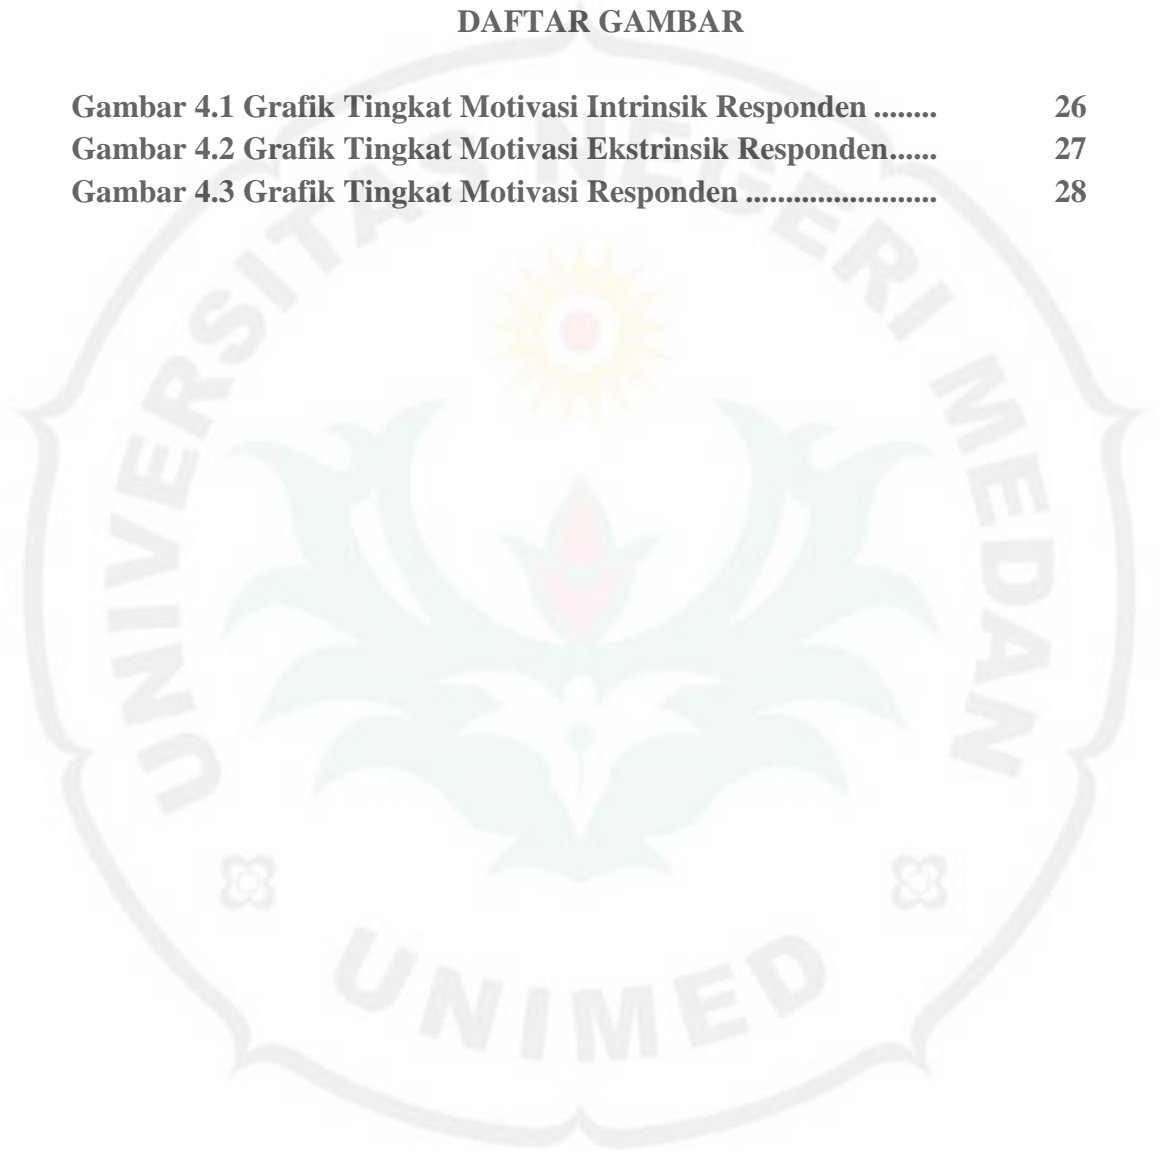 DAFTAR GAMBAR
Gambar 4.1 Grafik Tingkat Motivasi Intrinsik Responden ........ 26
Gambar 4.2 Grafik Tingkat Motivasi Ekstrinsik Responden...... 27
Gambar 4.3 Grafik Tingkat Motivasi Responden ........................ 28
UNIVERSITAS NEGERI MEDAN
UNIMED